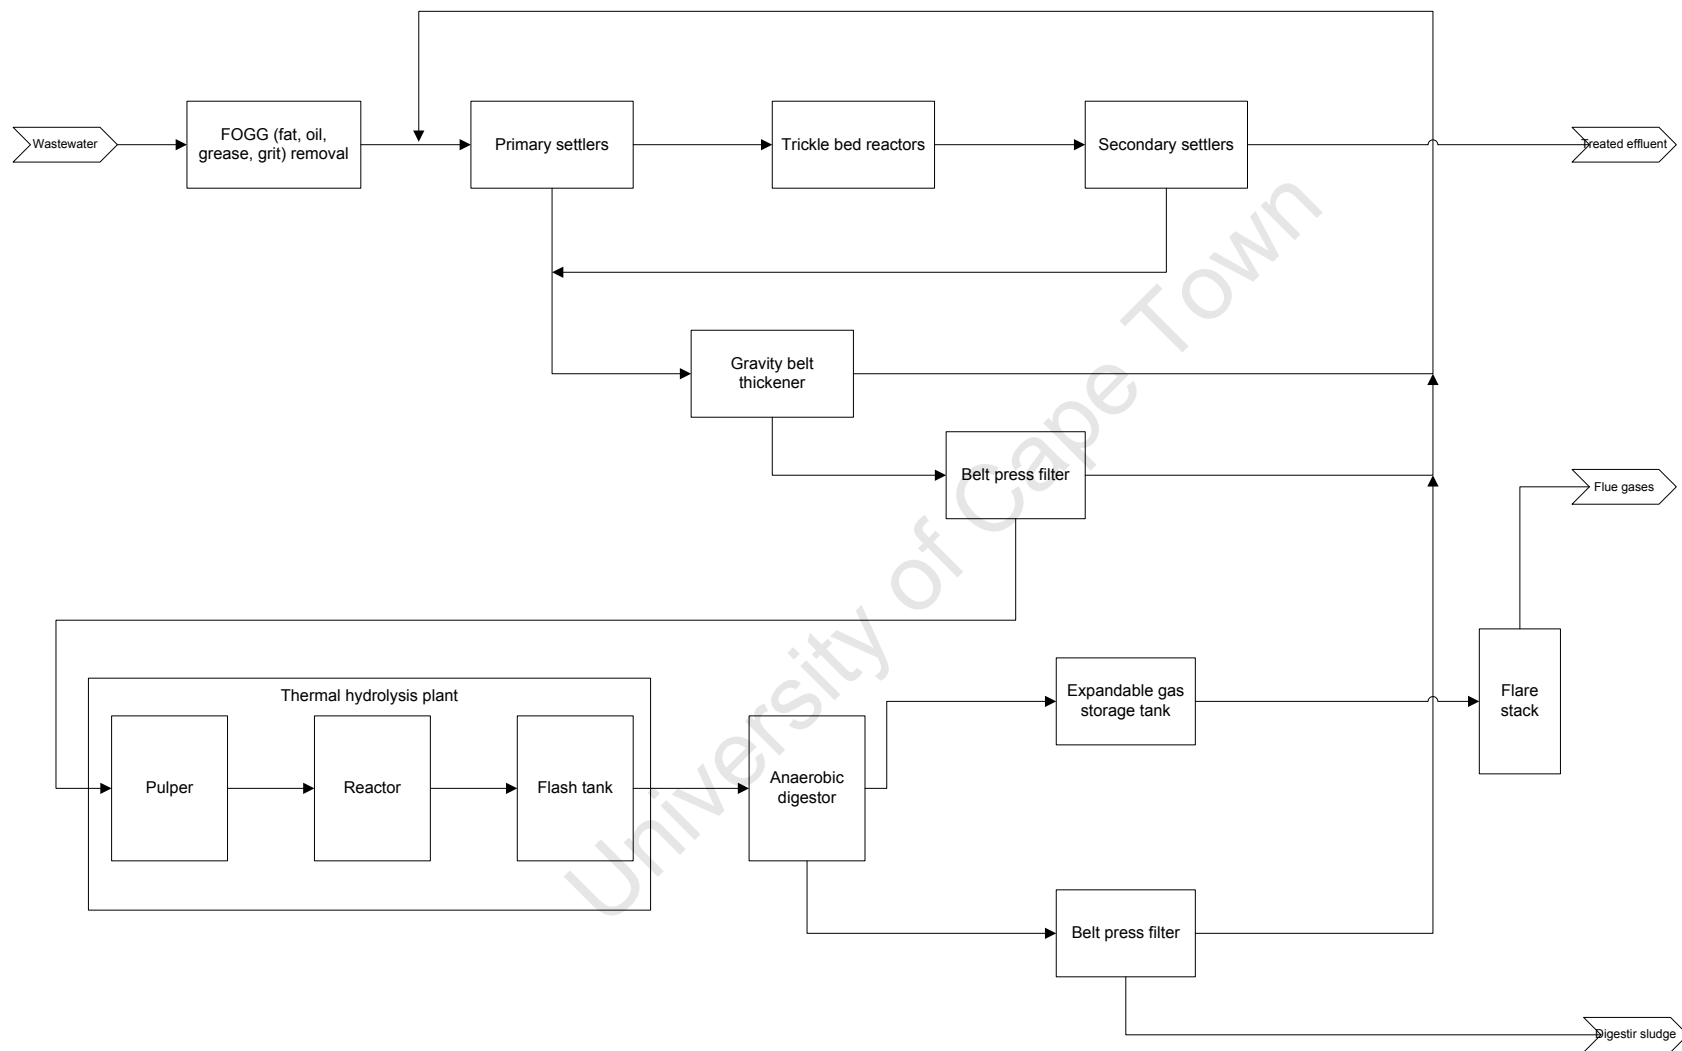 Wastewater
FOGG (fat, oil,
grease, grit) removal
Primary settlers
Trickle bed reactors
Secondary settlers
Treated effluent
Gravity belt
thickener
Belt press filter
Flue gases
Thermal hydrolysis plant
Pulper
Reactor
Flash tank
Anaerobic
digestor
Expandable gas
storage tank
Flare
stack
Belt press filter
Digestir sludge
University of Cape Town